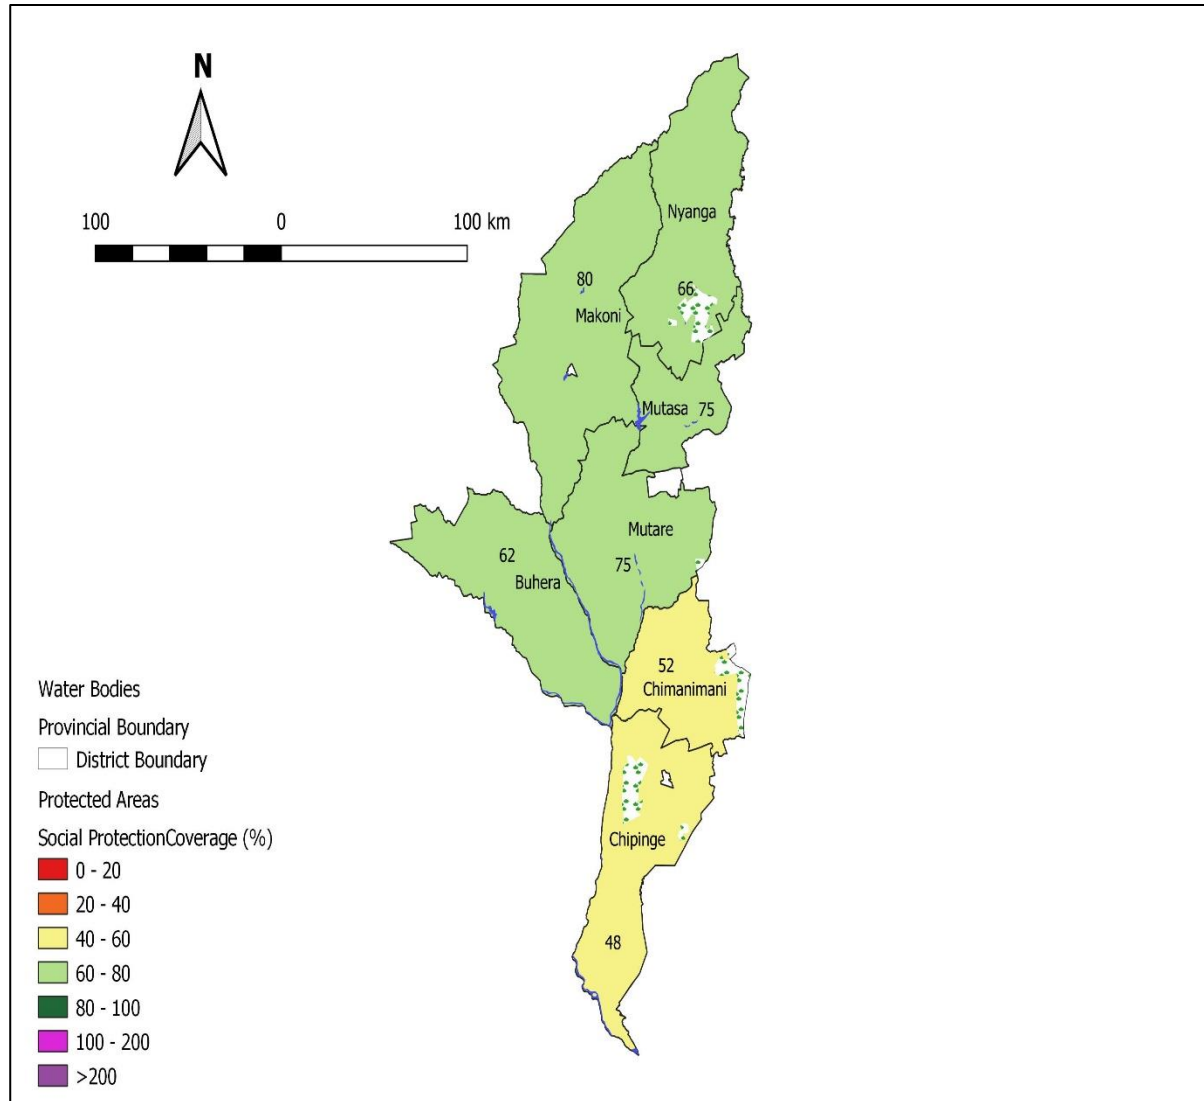 N
100 0 100 km
Nyanga
80
66
Makoni
Mutasa 75
Mutare
62
75
Buhera
52
Chimanimani
Chipinge
48
Water Bodies
Provincial Boundary
District Boundary
Protected Areas
Social ProtectionCoverage (%)
0 - 20
20 - 40
40 - 60
60 - 80
80 - 100
100 - 200
>200